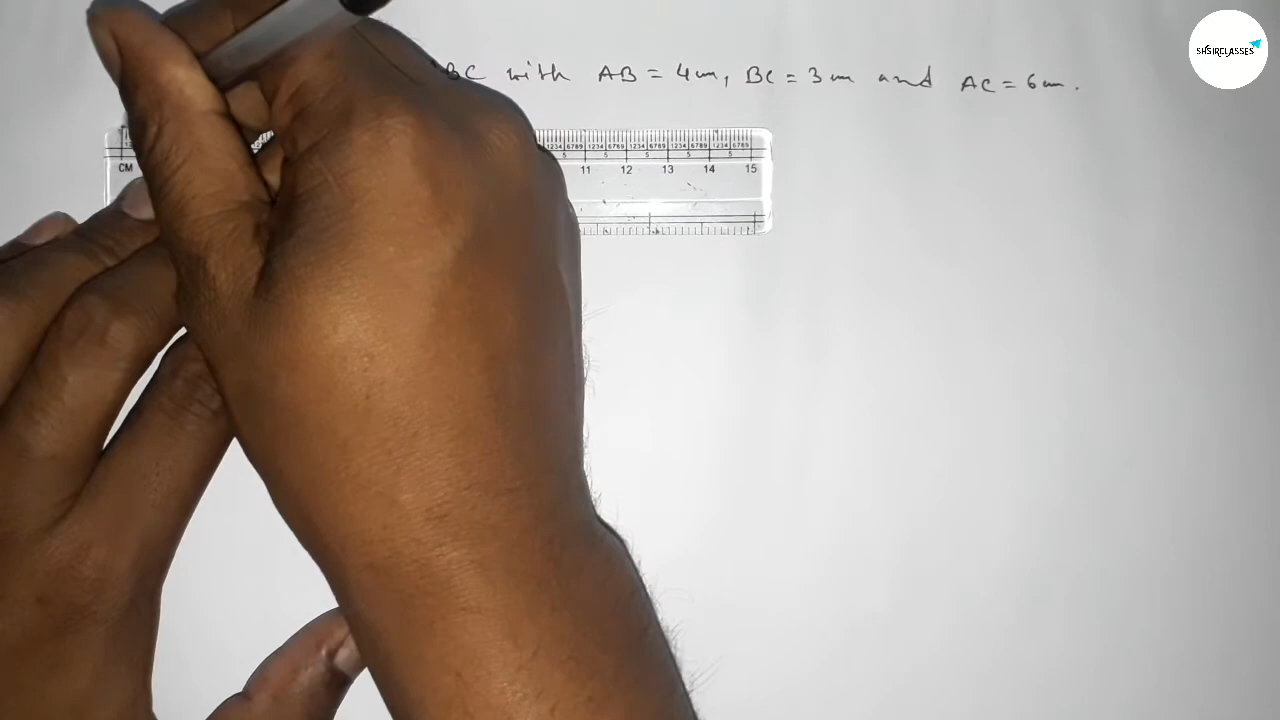 SHSIRCLASSES
BC with AB = 4cm, BC = 3cm and AC = 6cm.
CM 11 12 13 14 15